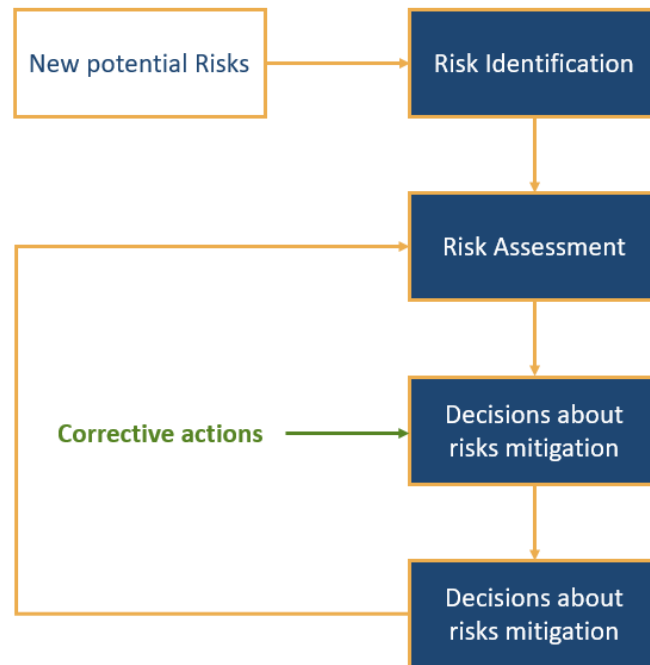 New potential Risks
Risk Identification
Risk Assessment
Corrective actions
Decisions about
risks mitigation
Decisions about
risks mitigation